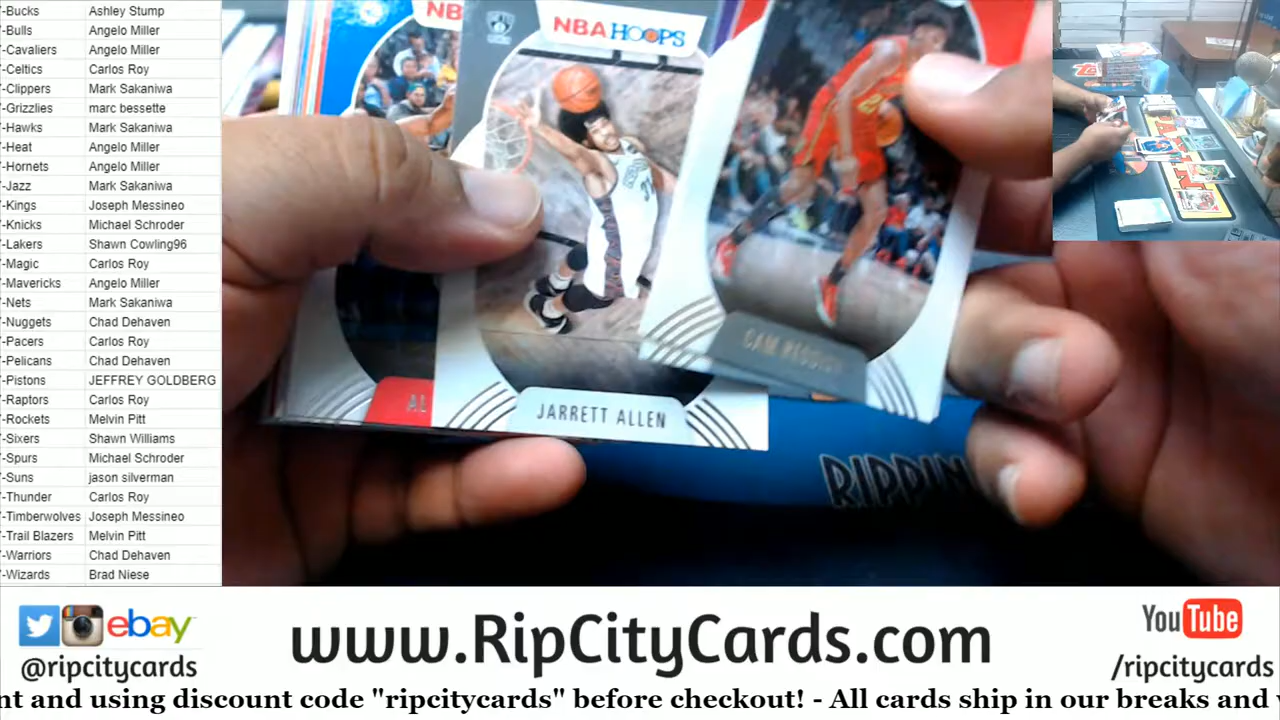 -Bucks Ashley Stump
-Bulls Angelo Miller
-Cavaliers Angelo Miller
-Celtics Carlos Roy
-Clippers Mark Sakaniwa
-Grizzlies marc bessette
-Hawks Mark Sakaniwa
-Heat Angelo Miller
-Hornets Angelo Miller
-Jazz Mark Sakaniwa
-Kings Joseph Messineo
-Knicks Michael Schroder
-Lakers Shawn Cowling96
-Magic Carlos Roy
-Mavericks Angelo Miller
-Nets Mark Sakaniwa
-Nuggets Chad Dehaven
-Pacers Carlos Roy
-Pelicans Chad Dehaven
-Pistons JEFFREY GOLDBERG
-Raptors Carlos Roy
-Rockets Melvin Pitt
-Sixers Shawn Williams
-Spurs Michael Schroder
-Suns jason silverman
-Thunder Carlos Roy
-Timberwolves Joseph Messineo
-Trail Blazers Melvin Pitt
-Warriors Chad Dehaven
-Wizards Brad Niese
NB
NBA HOOPS
CAM
AL
JARRETT ALLEN
RIPPIN
ebay
@ripcitycards
www.RipCityCards.com
YouTube
/ripcitycards
nt and using discount code "ripcitycards" before checkout! - All cards ship in our breaks and